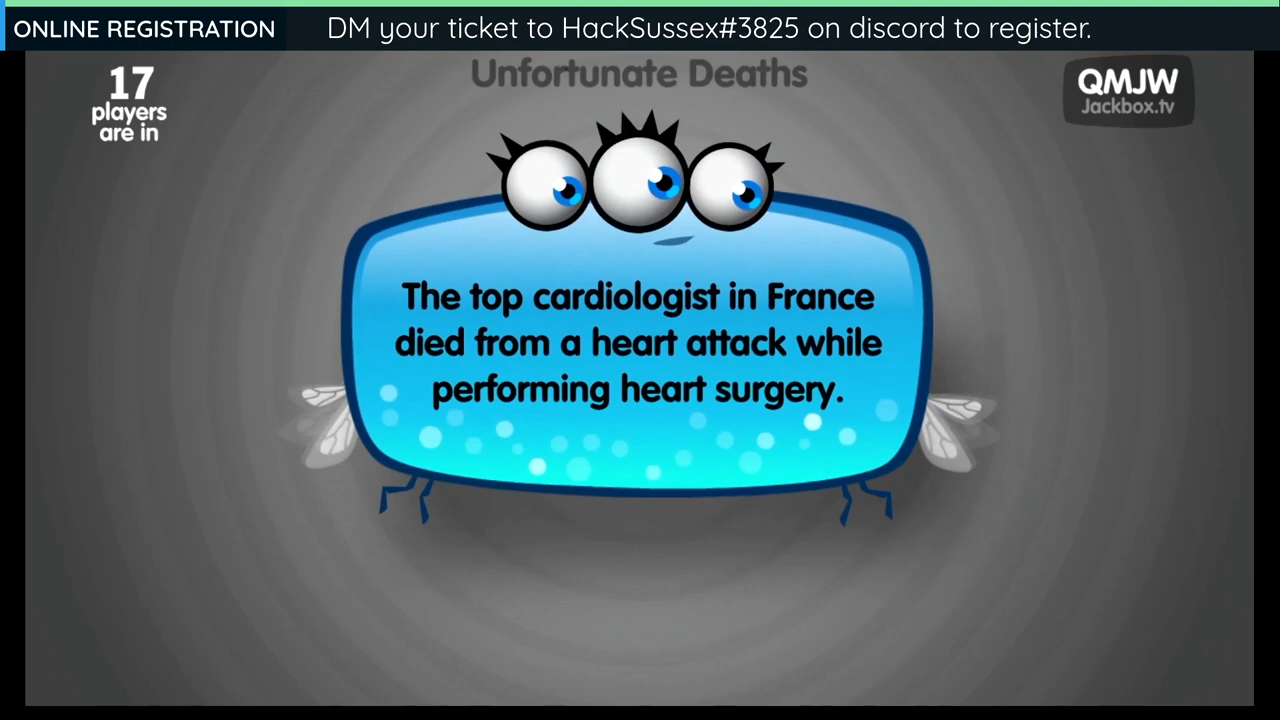 ONLINE REGISTRATION
DM your ticket to HackSussex#3825 on discord to register.
17
players
are in
Unfortunate Deaths
QMJW
Jackbox.tv
The top cardiologist in France
died from a heart attack while
performing heart surgery.